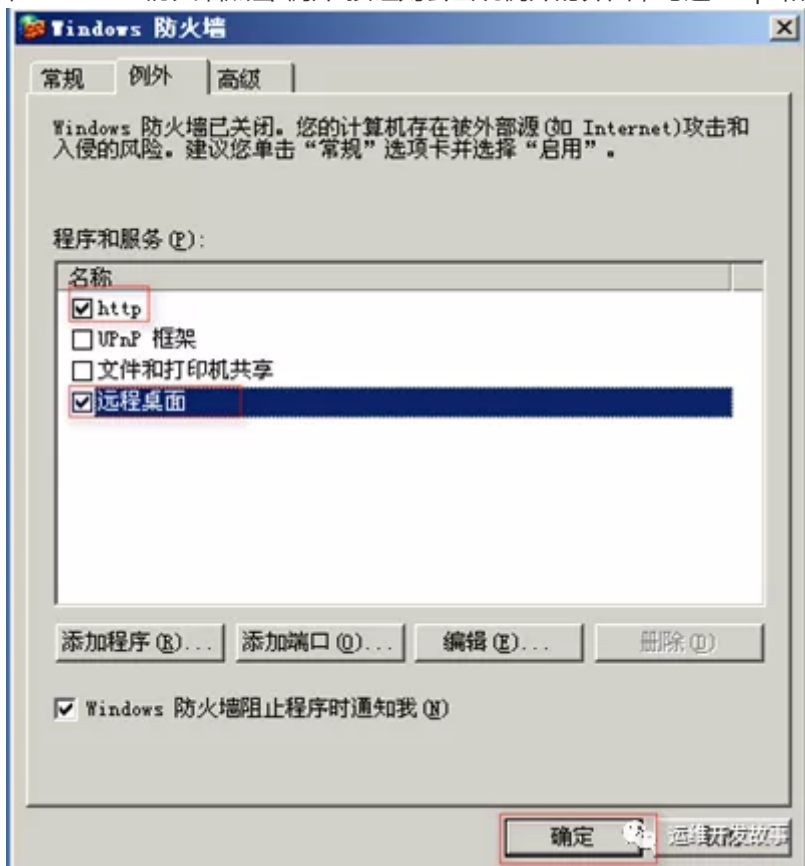 Windows 防火墙
常规 例外 高级
Windows 防火墙已关闭。您的计算机存在被外部源(如 Internet)攻击和
入侵的风险。建议您单击“常规”选项卡并选择“启用”。
程序和服务(P):
名称
http
UPnP 框架
文件和打印机共享
远程桌面
添加程序(R)... 添加端口(O)... 编辑(E)... 删除(D)
Windows 防火墙阻止程序时通知我(N)
确定 取消
运维开发故事